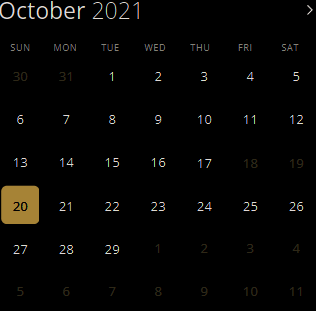 October 2021
SUN MON TUE WED THU FRI SAT
30 31 1 2 3 4 5
6 7 8 9 10 11 12
13 14 15 16 17 18 19
20 21 22 23 24 25 26
27 28 29 1 2 3 4
5 6 7 8 9 10 11